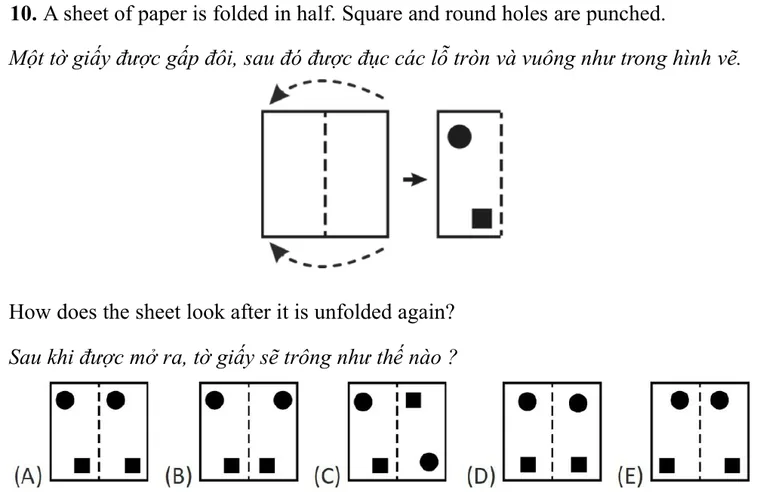 10. A sheet of paper is folded in half. Square and round holes are punched.
Một tờ giấy được gấp đôi, sau đó được đục các lỗ tròn và vuông như trong hình vẽ.
How does the sheet look after it is unfolded again?
Sau khi được mở ra, tờ giấy sẽ trông như thế nào ?
(A) (B) (C) (D) (E)